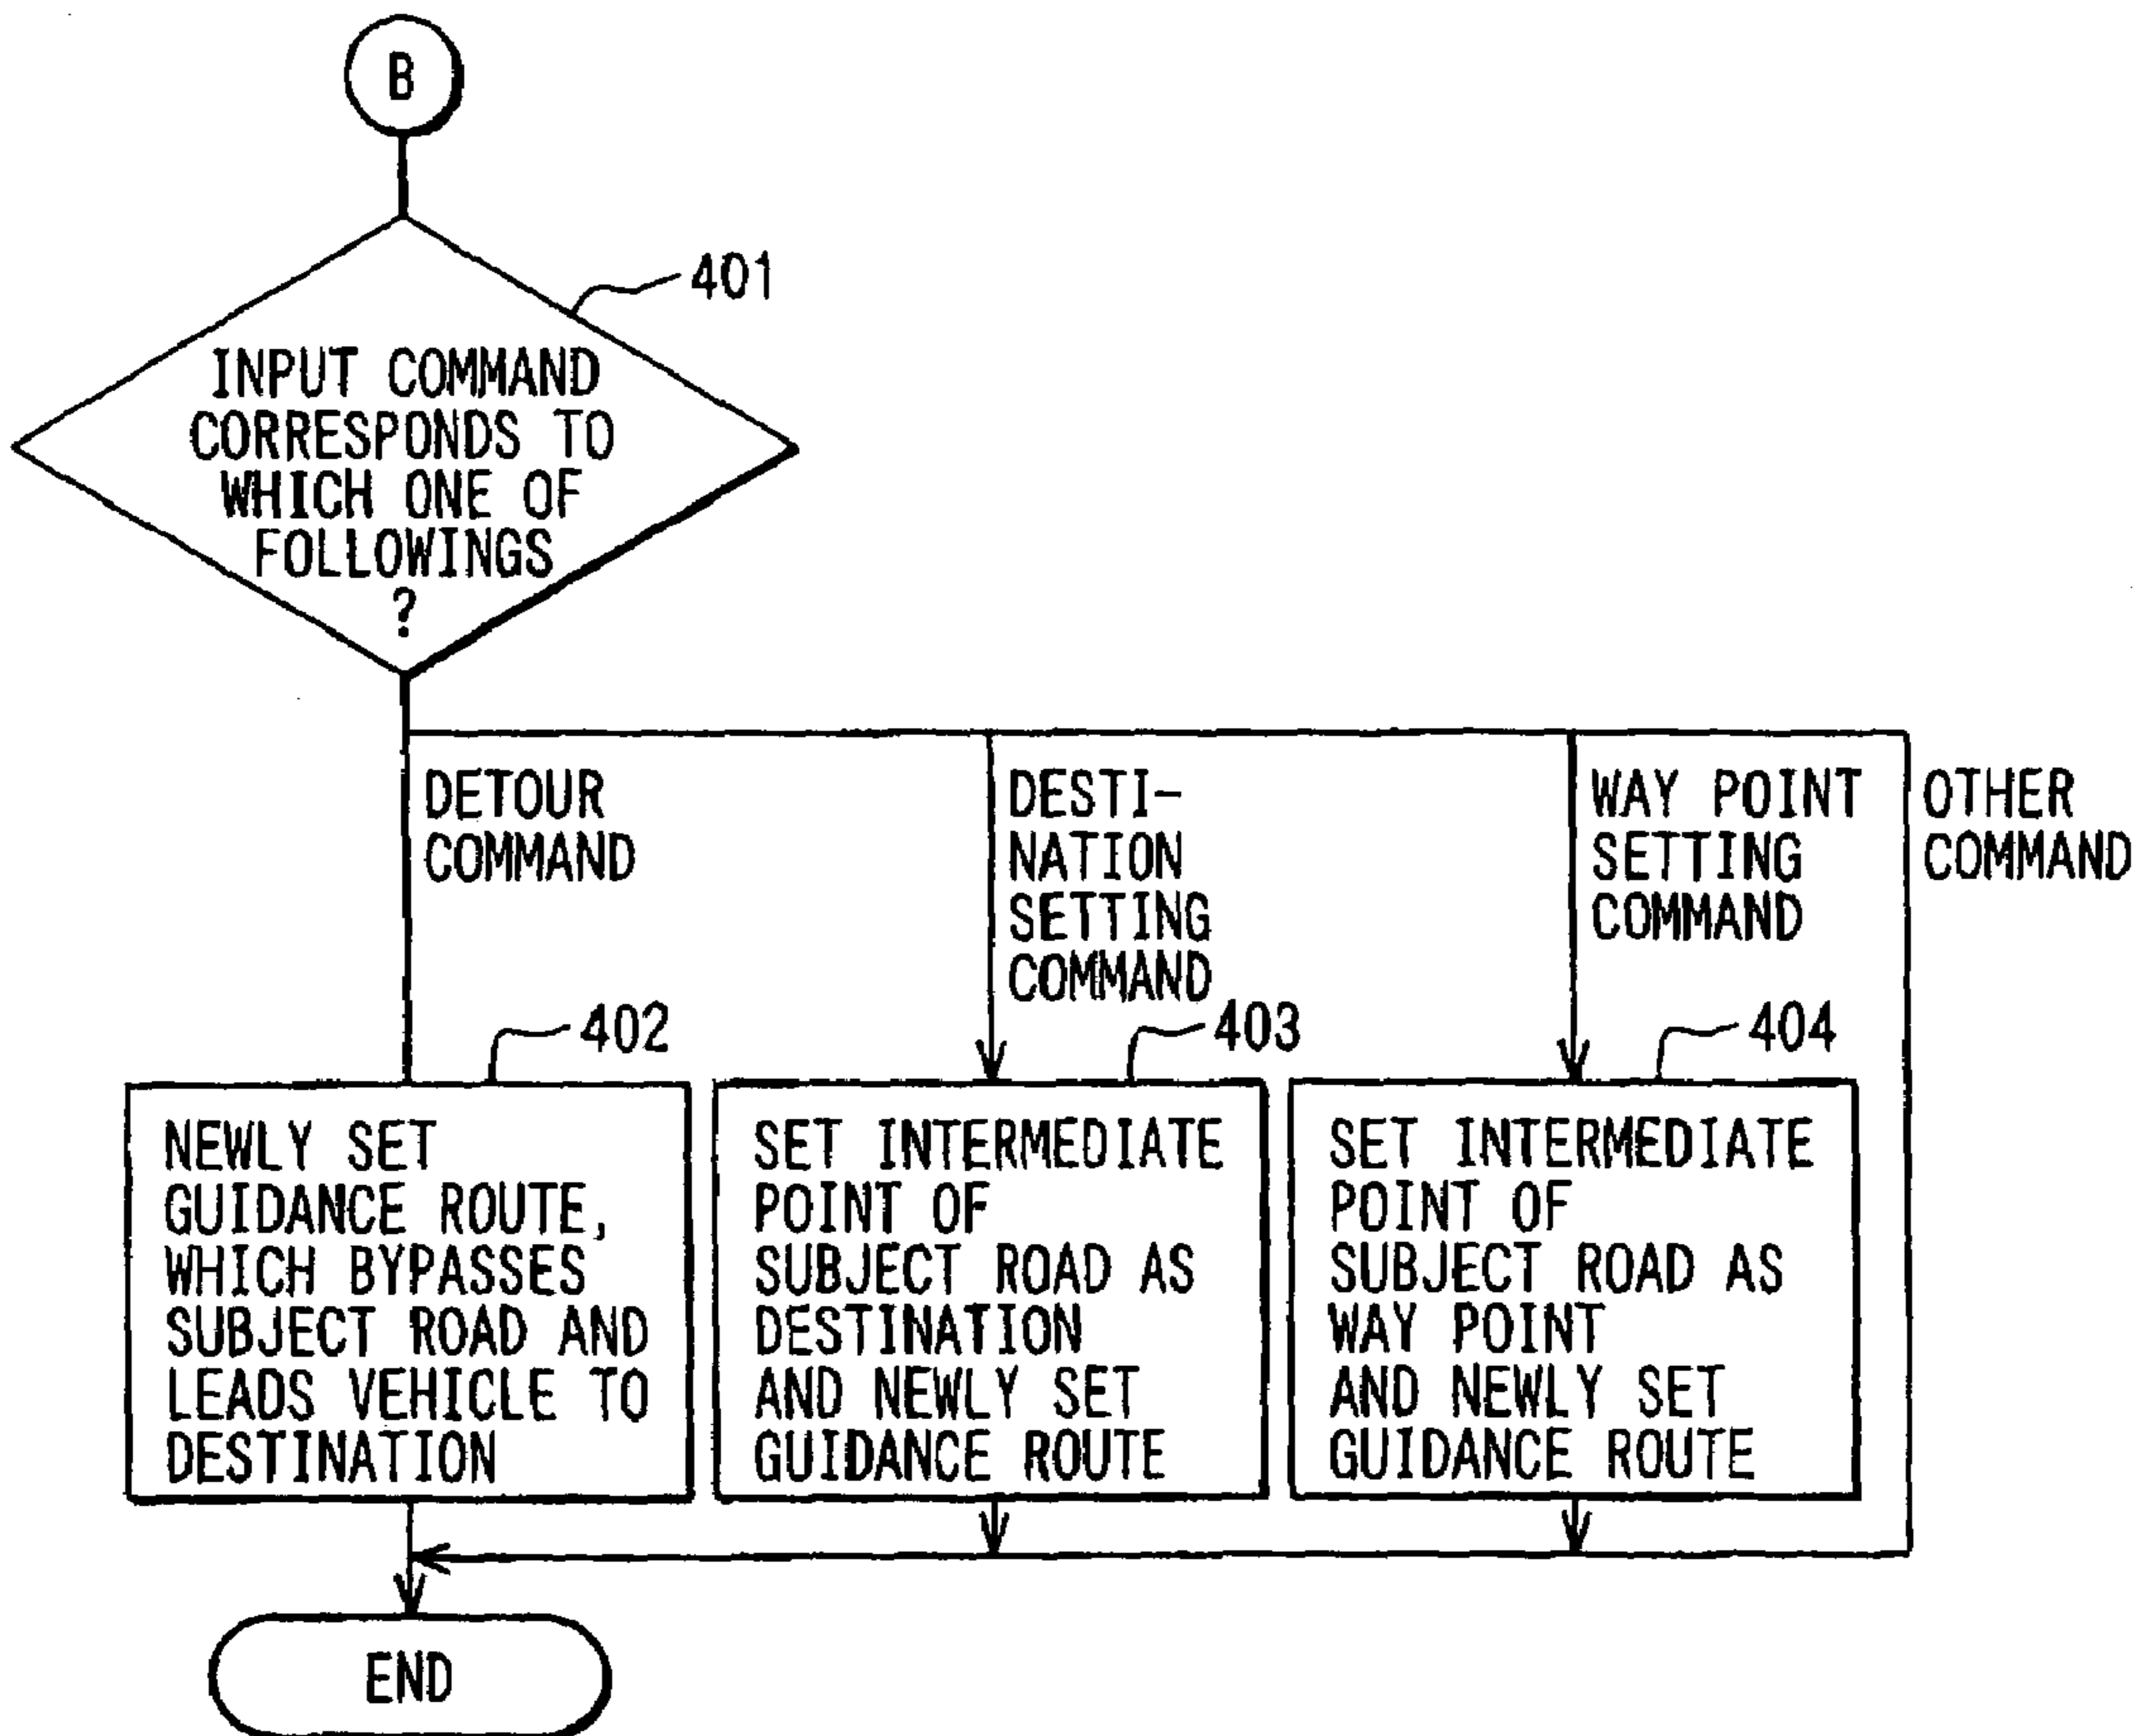 B
401
INPUT COMMAND
CORRESPONDS TO
WHICH ONE OF
FOLLOWINGS
?
DETOUR
COMMAND
DESTI-
NATION
SETTING
COMMAND
WAY POINT
SETTING
COMMAND
OTHER
COMMAND
402
NEWLY SET
GUIDANCE ROUTE,
WHICH BYPASSES
SUBJECT ROAD AND
LEADS VEHICLE TO
DESTINATION
403
SET INTERMEDIATE
POINT OF
SUBJECT ROAD AS
DESTINATION
AND NEWLY SET
GUIDANCE ROUTE
404
SET INTERMEDIATE
POINT OF
SUBJECT ROAD AS
WAY POINT
AND NEWLY SET
GUIDANCE ROUTE
END